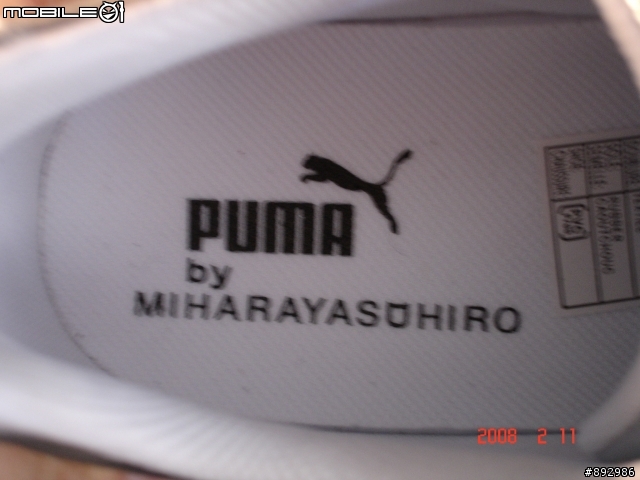 MOBILE01
PUMA
by
MIHARAYASUHIRO
2008 2 11
#892986